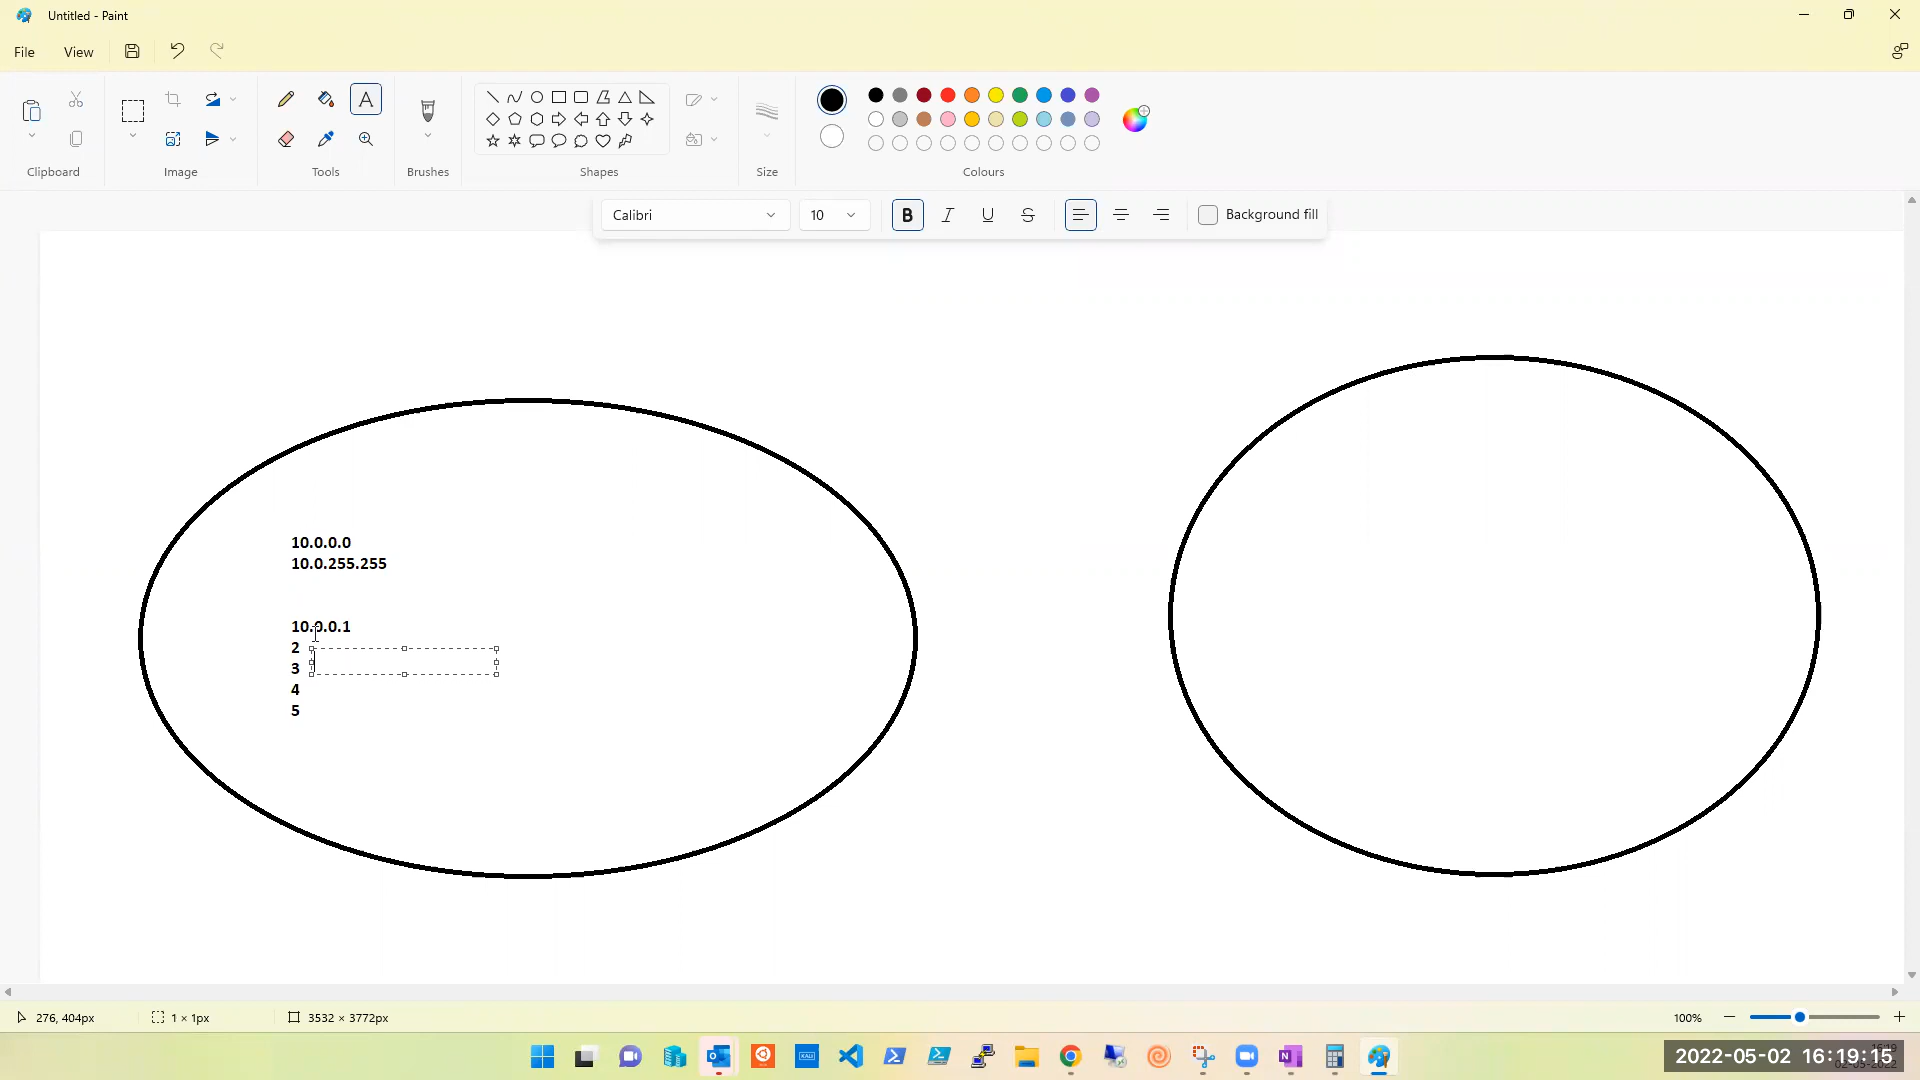 Untitled - Paint
File
View
Clipboard
Image
Tools
Brushes
Shapes
Size
Colours
A
Calibri
10
B
I
U
S
Background fill
10.0.0.0
10.0.255.255
10.0.0.1
2
3
4
5
276, 404px
1 × 1px
3532 × 3772px
100%
KALI
2022-05-02 16:19:15